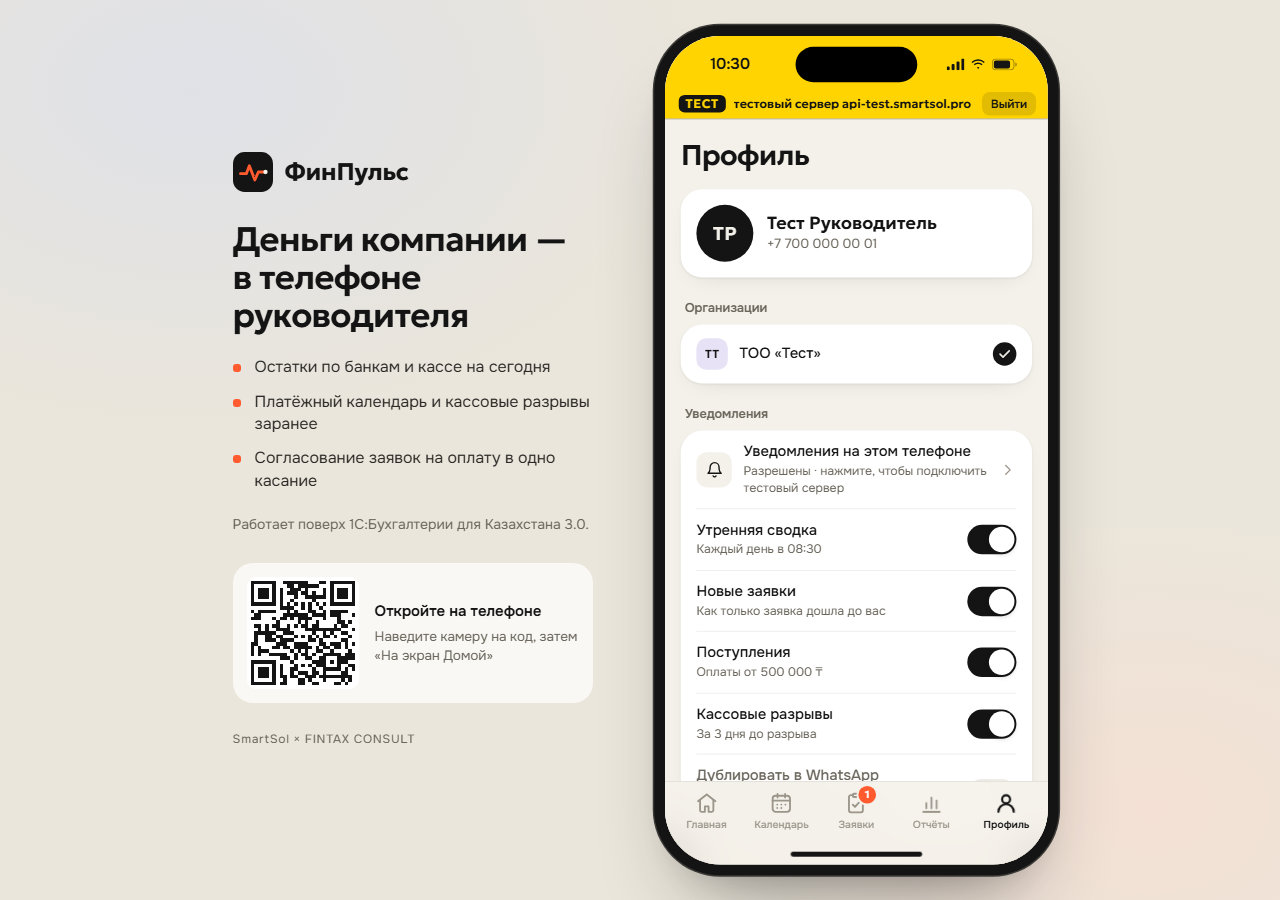 ФинПульс
Деньги компании —
в телефоне
руководителя
Остатки по банкам и кассе на сегодня
Платёжный календарь и кассовые разрывы
заранее
Согласование заявок на оплату в одно
касание
Работает поверх 1С:Бухгалтерии для Казахстана 3.0.
Откройте на телефоне
Наведите камеру на код, затем
«На экран Домой»
SmartSol × FINTAX CONSULT
10:30
ТЕСТ тестовый сервер api-test.smartsol.pro Выйти
Профиль
ТР
Тест Руководитель
+7 700 000 00 01
Организации
ТТ ТОО «Тест»
Уведомления
Уведомления на этом телефоне
Разрешены · нажмите, чтобы подключить
тестовый сервер
Утренняя сводка
Каждый день в 08:30
Новые заявки
Как только заявка дошла до вас
Поступления
Оплаты от 500 000 ₸
Кассовые разрывы
За 3 дня до разрыва
Дублировать в WhatsApp
1
Главная Календарь Заявки Отчёты Профиль